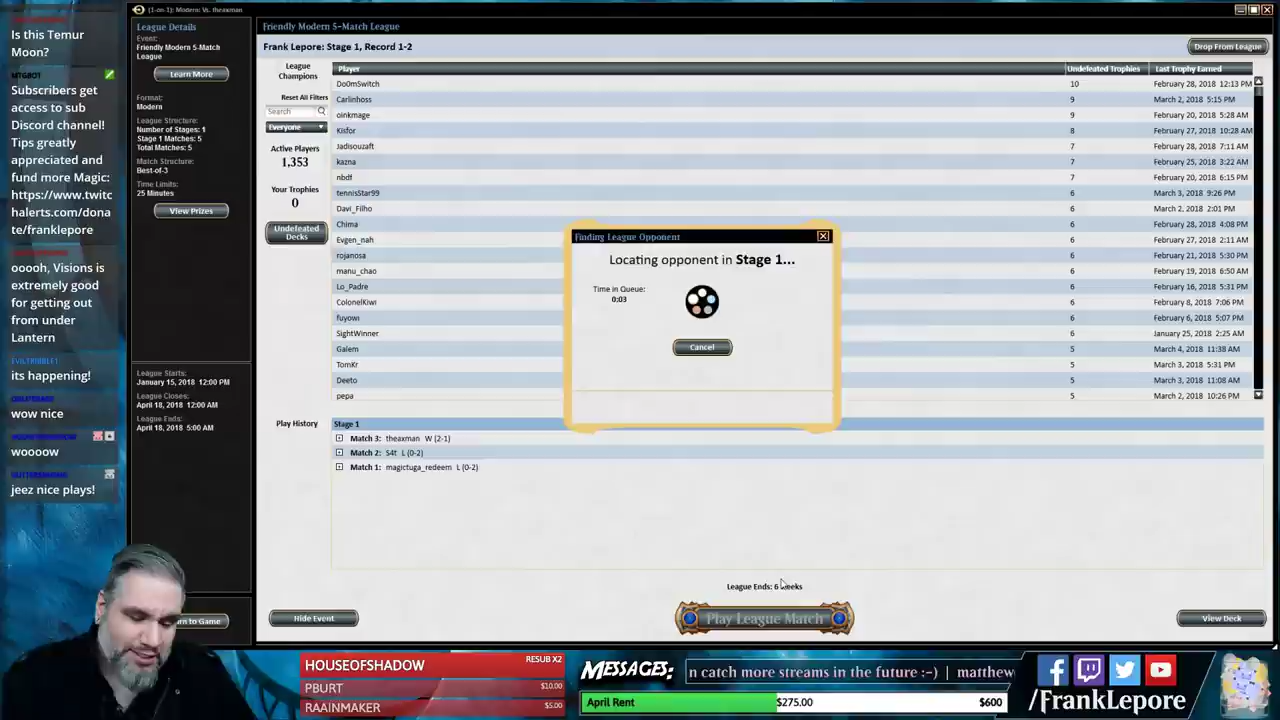 Is this Temur
Moon?
MTGBOT
Subscribers get
access to sub
Discord channel!
Tips greatly
appreciated and
fund more Magic:
https://www.twitc
halerts.com/dona
te/franklepore
ooooh, Visions is
extremely good
for getting out
from under
Lantern
its happening!
wow nice
woooow
jeez nice plays!
(1-on-1): Modern: Vs. theaxman
League Details
Event:
Friendly Modern 5-Match
League
Learn More
Format:
Modern
League Structure:
Number of Stages: 1
Stage 1 Matches: 5
Total Matches: 5
Match Structure:
Best-of-3
Time Limits:
25 Minutes
View Prizes
League Starts:
January 15, 2018 12:00 PM
League Closes:
April 18, 2018 12:00 AM
League Ends:
April 18, 2018 5:00 AM
Friendly Modern 5-Match League
Frank Lepore: Stage 1, Record 1-2
Drop From League
League
Champions
Reset All Filters
Search
Everyone
Active Players
1,353
Your Trophies
0
Undefeated
Decks
Player Undefeated Trophies Last Trophy Earned
Do0mSwitch 10 February 28, 2018 12:13 PM
Carlinhoss 9 March 2, 2018 5:15 PM
oinkmage 9 February 20, 2018 5:28 AM
Kisfor 8 February 27, 2018 10:28 AM
Jadisouzaft 7 February 28, 2018 7:11 AM
kazna 7 February 25, 2018 3:22 AM
nbdf 7 February 20, 2018 6:15 PM
tennisStar99 6 March 3, 2018 9:26 PM
Davi_Filho 6 March 2, 2018 2:01 PM
Chima 6 February 28, 2018 4:08 PM
Evgen_nah 6 February 27, 2018 2:11 AM
rojanosa 6 February 21, 2018 5:30 PM
manu_chao 6 February 19, 2018 6:50 AM
Lo_Padre 6 February 16, 2018 5:31 PM
ColonelKiwi 6 February 8, 2018 7:06 PM
fuyowi 6 February 6, 2018 5:07 PM
SightWinner 6 January 25, 2018 2:25 AM
Galem 5 March 4, 2018 11:38 AM
TomKr 5 March 3, 2018 5:31 PM
Deeto 5 March 3, 2018 11:08 AM
pepa 5 March 2, 2018 10:26 PM
Finding League Opponent
Locating opponent in Stage 1...
Time in Queue:
0:03
Cancel
Play History
Stage 1
Match 3: theaxman W (2-1)
Match 2: S4t L (0-2)
Match 1: magictuga_redeem L (0-2)
League Ends: 6 weeks
Hide Event
Play League Match
View Deck
rn to Game
HOUSEOFSHADOW RESUB X2
PBURT $10.00
RAAINMAKER $5.00
MESSAGES:
n catch more streams in the future :~) | matthew
April Rent $275.00 $600
/FrankLepore